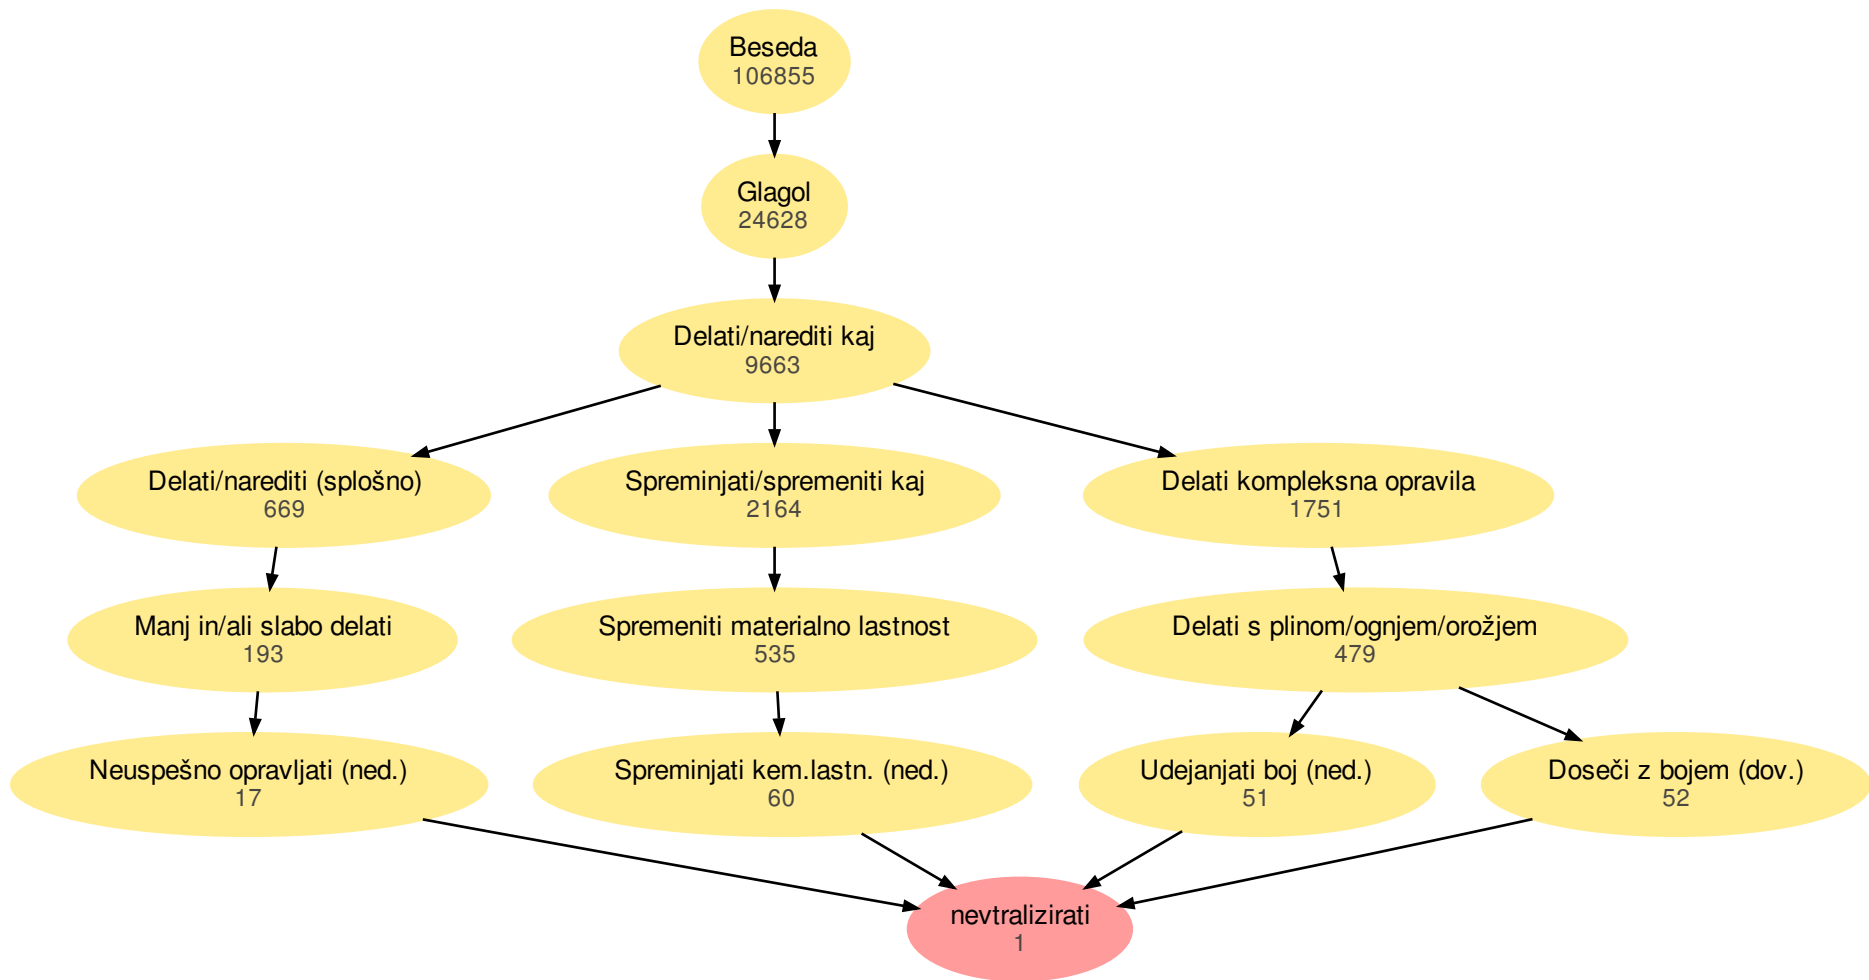 Beseda
106855
Glagol
24628
Delati/narediti kaj
9663
Delati/narediti (splošno)
669
Spreminjati/spremeniti kaj
2164
Delati kompleksna opravila
1751
Manj in/ali slabo delati
193
Spremeniti materialno lastnost
535
Delati s plinom/ognjem/orožjem
479
Neuspešno opravljati (ned.)
17
Spreminjati kem.lastn. (ned.)
60
Udejanjati boj (ned.)
51
Doseči z bojem (dov.)
52
nevtralizirati
1